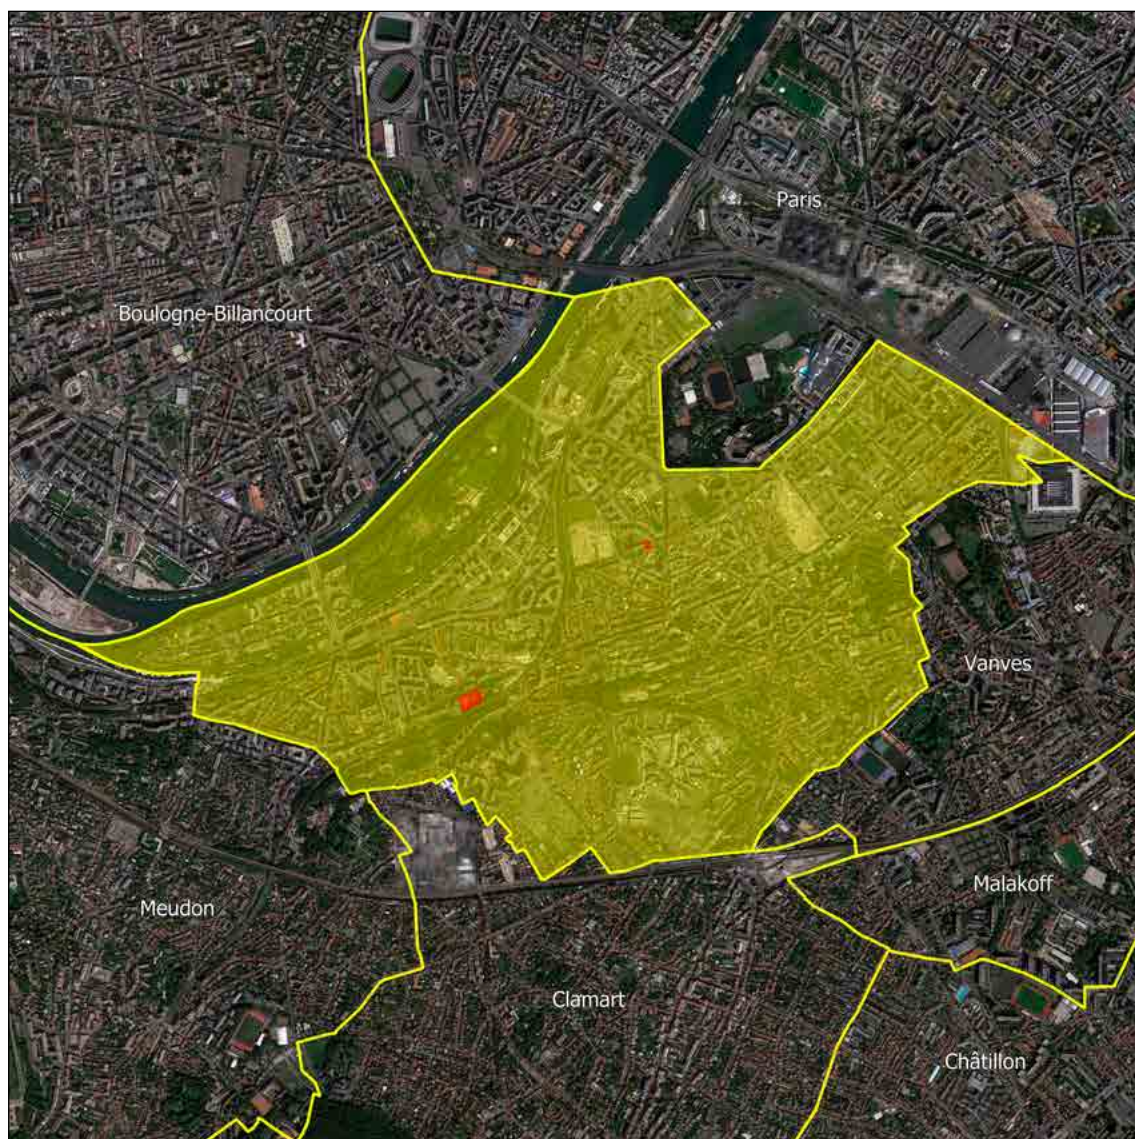 Paris
Boulogne-Billancourt
Vanves
Malakoff
Meudon
Clamart
Châtillon